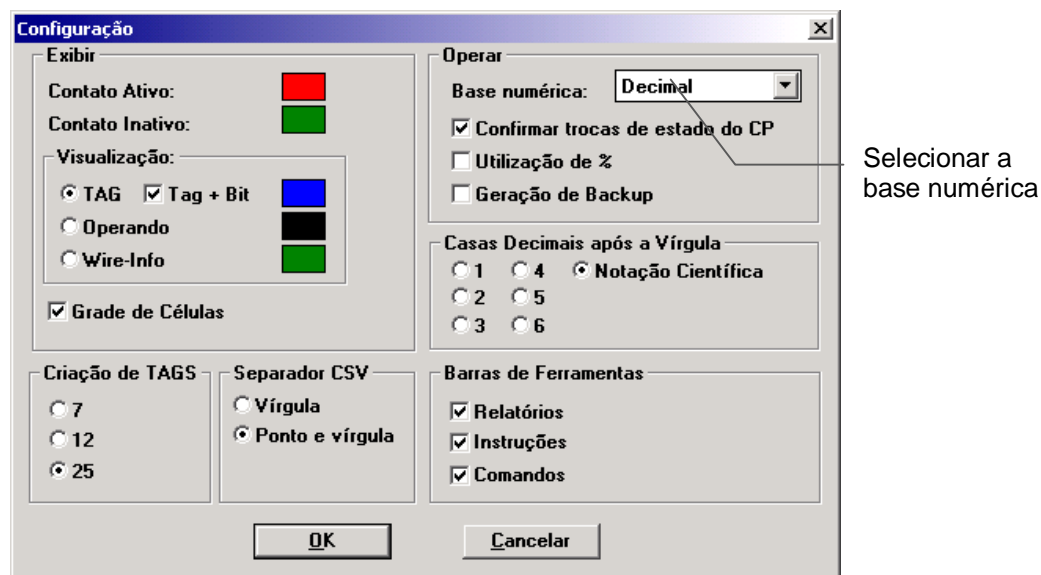 Configuração
Exibir
Contato Ativo:
Contato Inativo:
Visualização:
TAG Tag + Bit
Operando
Wire-Info
Grade de Células
Operar
Base numérica: Decimal
Confirmar trocas de estado do CP
Utilização de %
Geração de Backup
Selecionar a
base numérica
Casas Decimais após a Vírgula
1 4 Notação Científica
2 5
3 6
Criação de TAGS
7
12
25
Separador CSV
Vírgula
Ponto e vírgula
Barras de Ferramentas
Relatórios
Instruções
Comandos
OK Cancelar